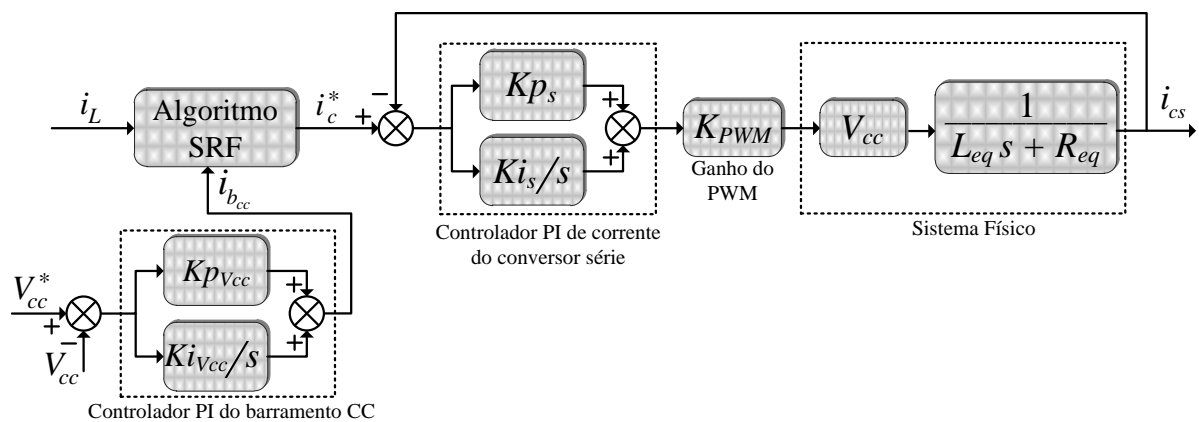 i_L
Algoritmo
SRF
i_c^*
+
−
Kp_s
Ki_s/s
+
+
K_PWM
Ganho do
PWM
V_cc
1
L_eq s + R_eq
i_cs
Controlador PI de corrente
do conversor série
Sistema Físico
i_b_cc
V_cc^*
+
−
V_cc
Kp_Vcc
Ki_Vcc/s
+
+
Controlador PI do barramento CC